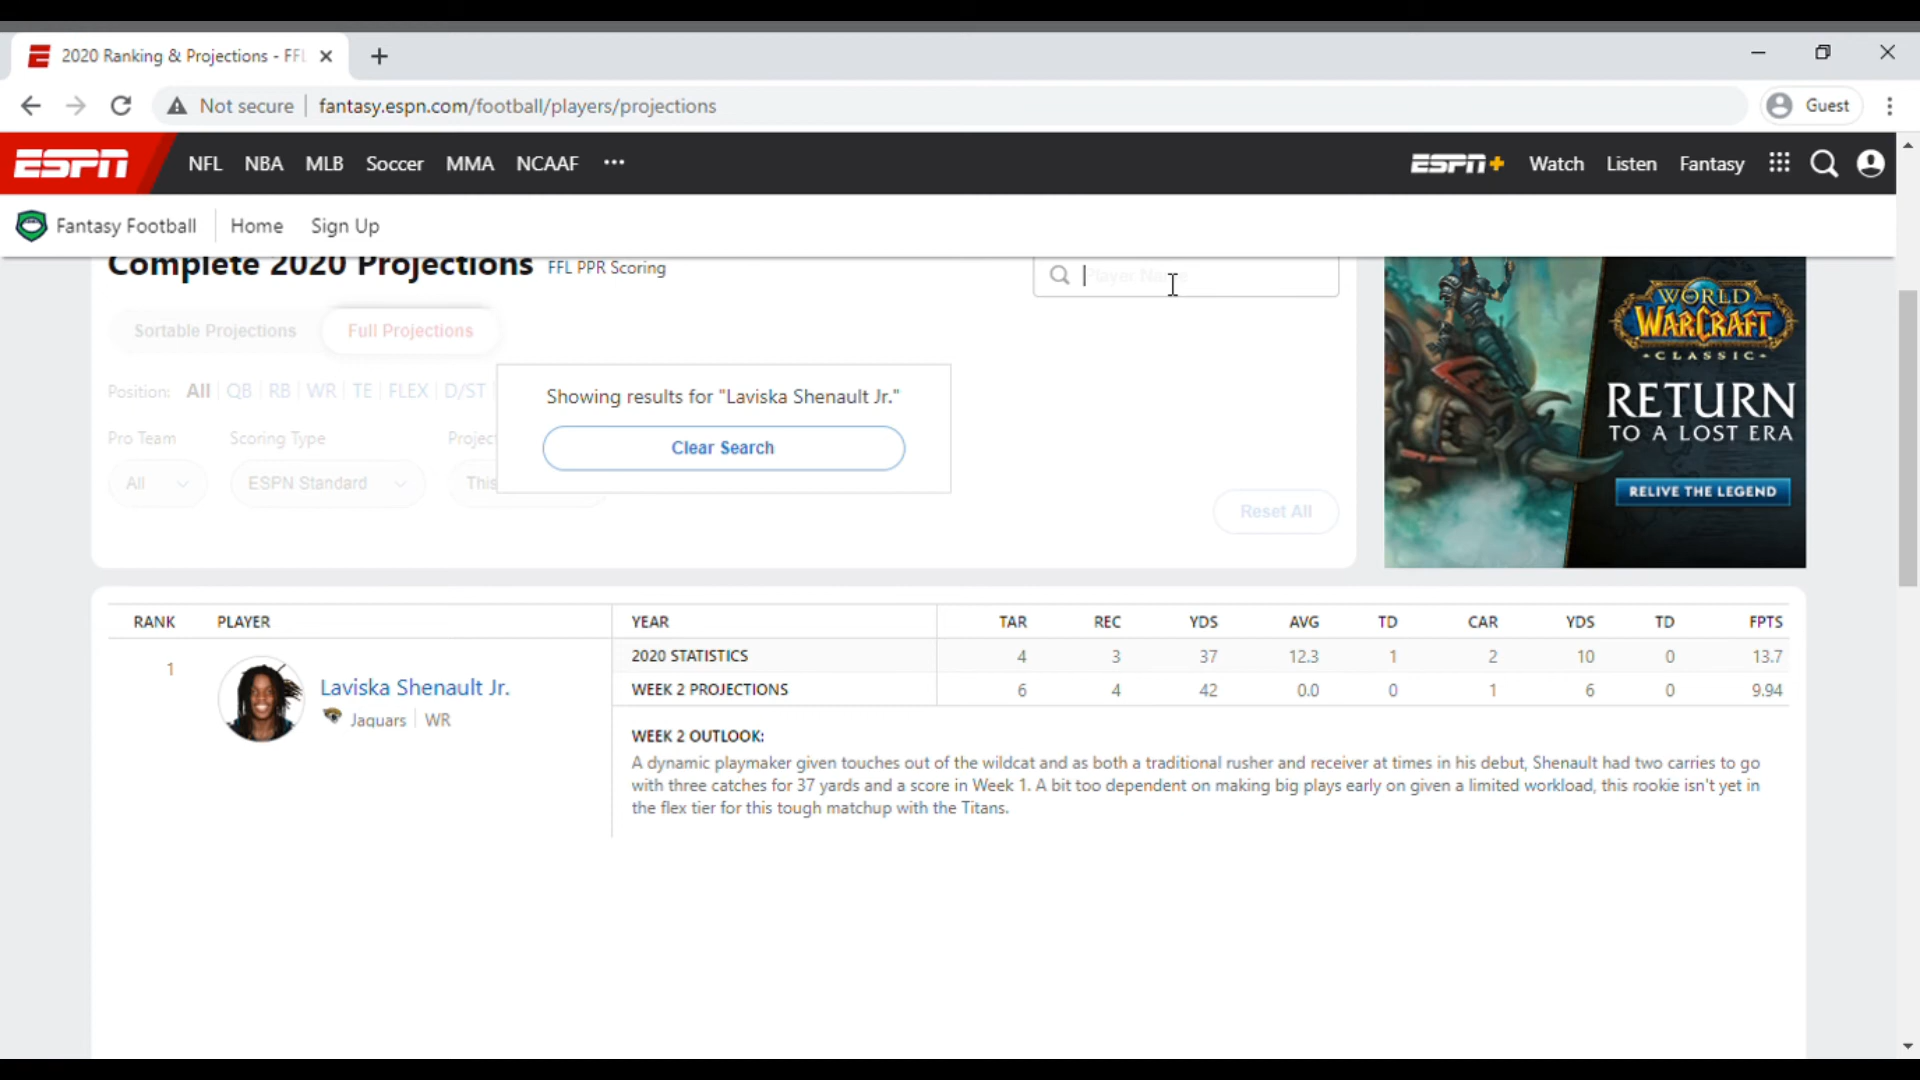 2020 Ranking & Projections - FFL
Not secure
fantasy.espn.com/football/players/projections
Guest
ESPN
NFL NBA MLB Soccer MMA NCAAF ···
ESPN+ Watch Listen Fantasy
Fantasy Football Home Sign Up
Complete 2020 Projections FFL PPR Scoring
Player Name
Sortable Projections Full Projections
Position: All QB RB WR TE FLEX D/ST
Showing results for "Laviska Shenault Jr."
Clear Search
Pro Team Scoring Type Projec
All ESPN Standard This
Reset All
WORLD
WARCRAFT
CLASSIC
RETURN
TO A LOST ERA
RELIVE THE LEGEND
RANK PLAYER YEAR TAR REC YDS AVG TD CAR YDS TD FPTS
1
Laviska Shenault Jr.
Jaguars WR
2020 STATISTICS 4 3 37 12.3 1 2 10 0 13.7
WEEK 2 PROJECTIONS 6 4 42 0.0 0 1 6 0 9.94
WEEK 2 OUTLOOK:
A dynamic playmaker given touches out of the wildcat and as both a traditional rusher and receiver at times in his debut, Shenault had two carries to go
with three catches for 37 yards and a score in Week 1. A bit too dependent on making big plays early on given a limited workload, this rookie isn't yet in
the flex tier for this tough matchup with the Titans.